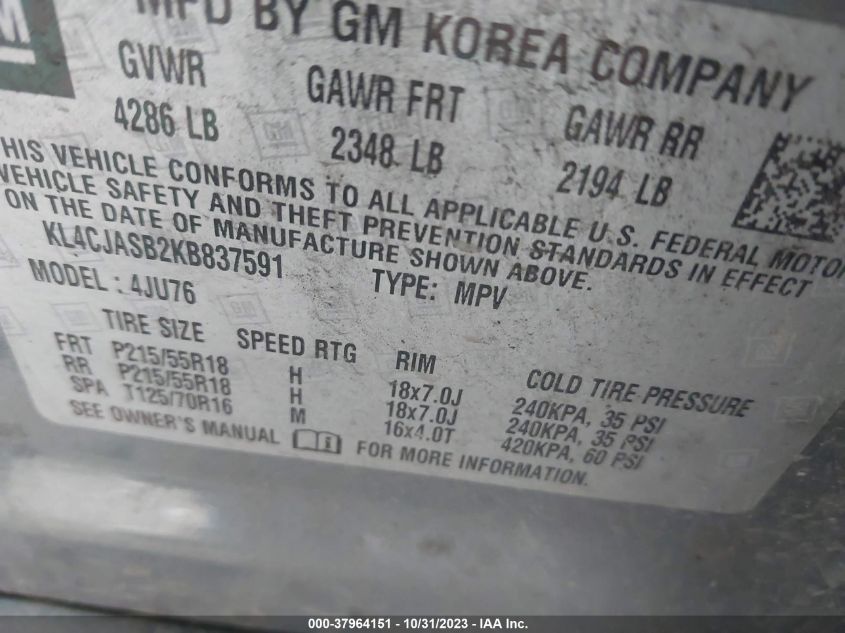 GM
MFD BY GM KOREA COMPANY
GVWR GAWR FRT GAWR RR
4286 LB 2348 LB 2194 LB
THIS VEHICLE CONFORMS TO ALL APPLICABLE U.S. FEDERAL MOTOR
VEHICLE SAFETY AND THEFT PREVENTION STANDARDS IN EFFECT
ON THE DATE OF MANUFACTURE SHOWN ABOVE.
KL4CJASB2KB837591 TYPE: MPV
MODEL : 4JU76
TIRE SIZE SPEED RTG RIM COLD TIRE PRESSURE
FRT P215/55R18 H 18x7.0J 240KPA, 35 PSI
RR P215/55R18 H 18x7.0J 240KPA, 35 PSI
SPA T125/70R16 M 16x4.0T 420KPA, 60 PSI
SEE OWNER'S MANUAL FOR MORE INFORMATION.
000-37964151 - 10/31/2023 - IAA Inc.